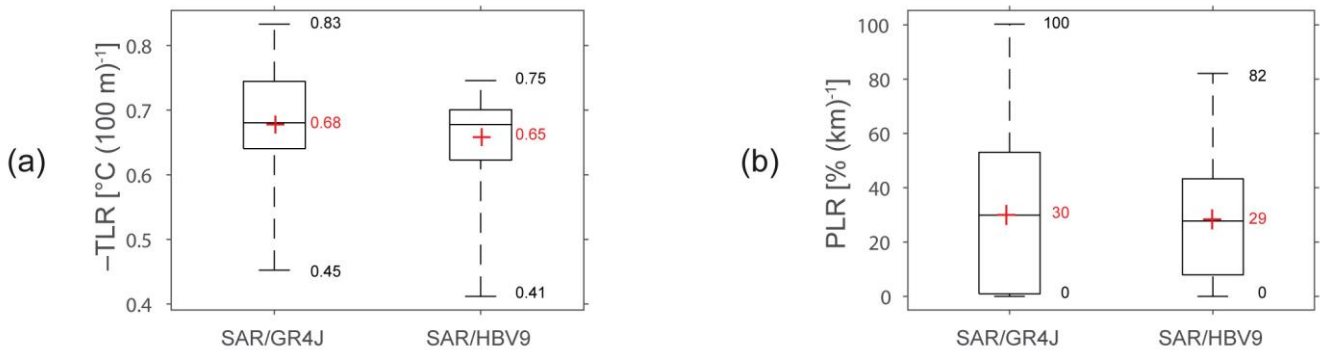 (a)
–TLR [°C (100 m)⁻¹]
0.8
0.7
0.6
0.5
0.4
0.83
0.68
0.45
0.75
0.65
0.41
SAR/GR4J
SAR/HBV9
(b)
PLR [% (km)⁻¹]
100
80
60
40
20
0
100
30
0
82
29
0
SAR/GR4J
SAR/HBV9